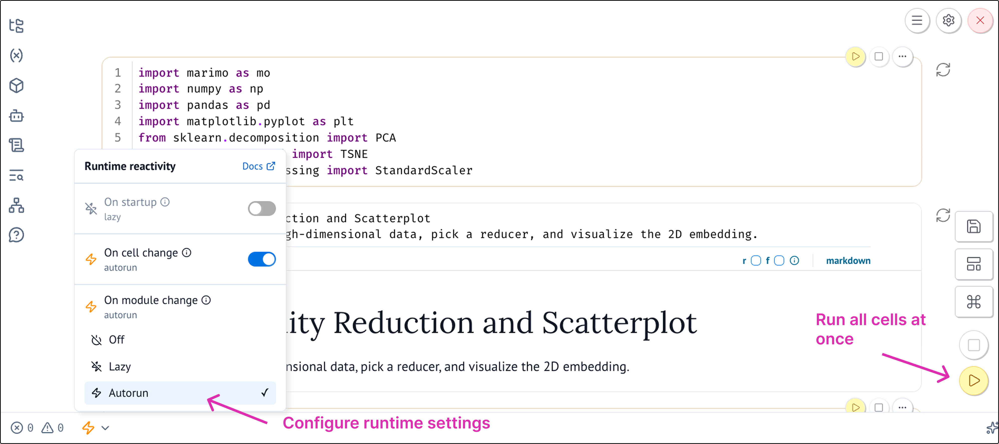 1 import marimo as mo
2 import numpy as np
3 import pandas as pd
4 import matplotlib.pyplot as plt
5 from sklearn.decomposition import PCA
import TSNE
ssing import StandardScaler
Runtime reactivity Docs
On startup
lazy
On cell change
autorun
On module change
autorun
Off
Lazy
Autorun
ction and Scatterplot
gh-dimensional data, pick a reducer, and visualize the 2D embedding.
r f markdown
ity Reduction and Scatterplot
nsional data, pick a reducer, and visualize the 2D embedding.
Run all cells at
once
Configure runtime settings
0 0